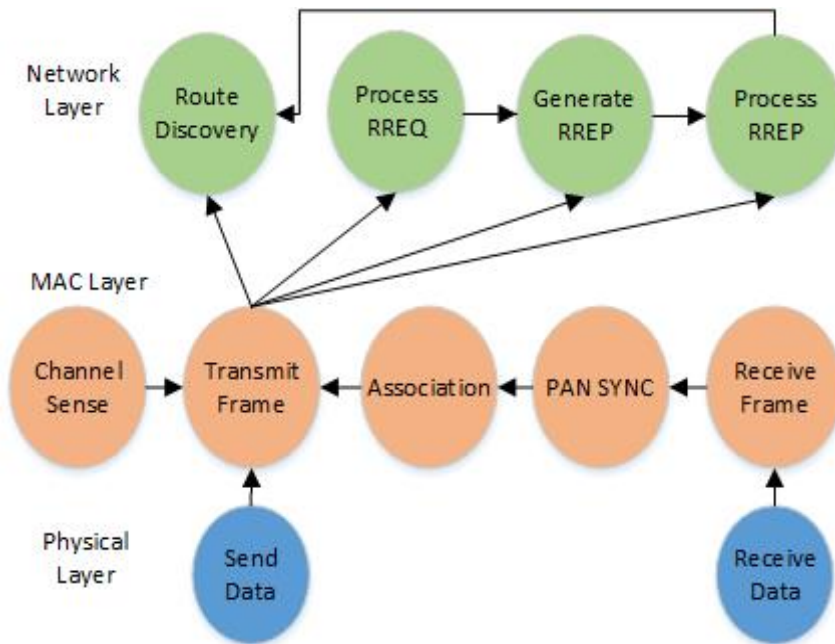 Network
Layer
Route
Discovery
Process
RREQ
Generate
RREP
Process
RREP
MAC Layer
Channel
Sense
Transmit
Frame
Association
PAN SYNC
Receive
Frame
Physical
Layer
Send
Data
Receive
Data